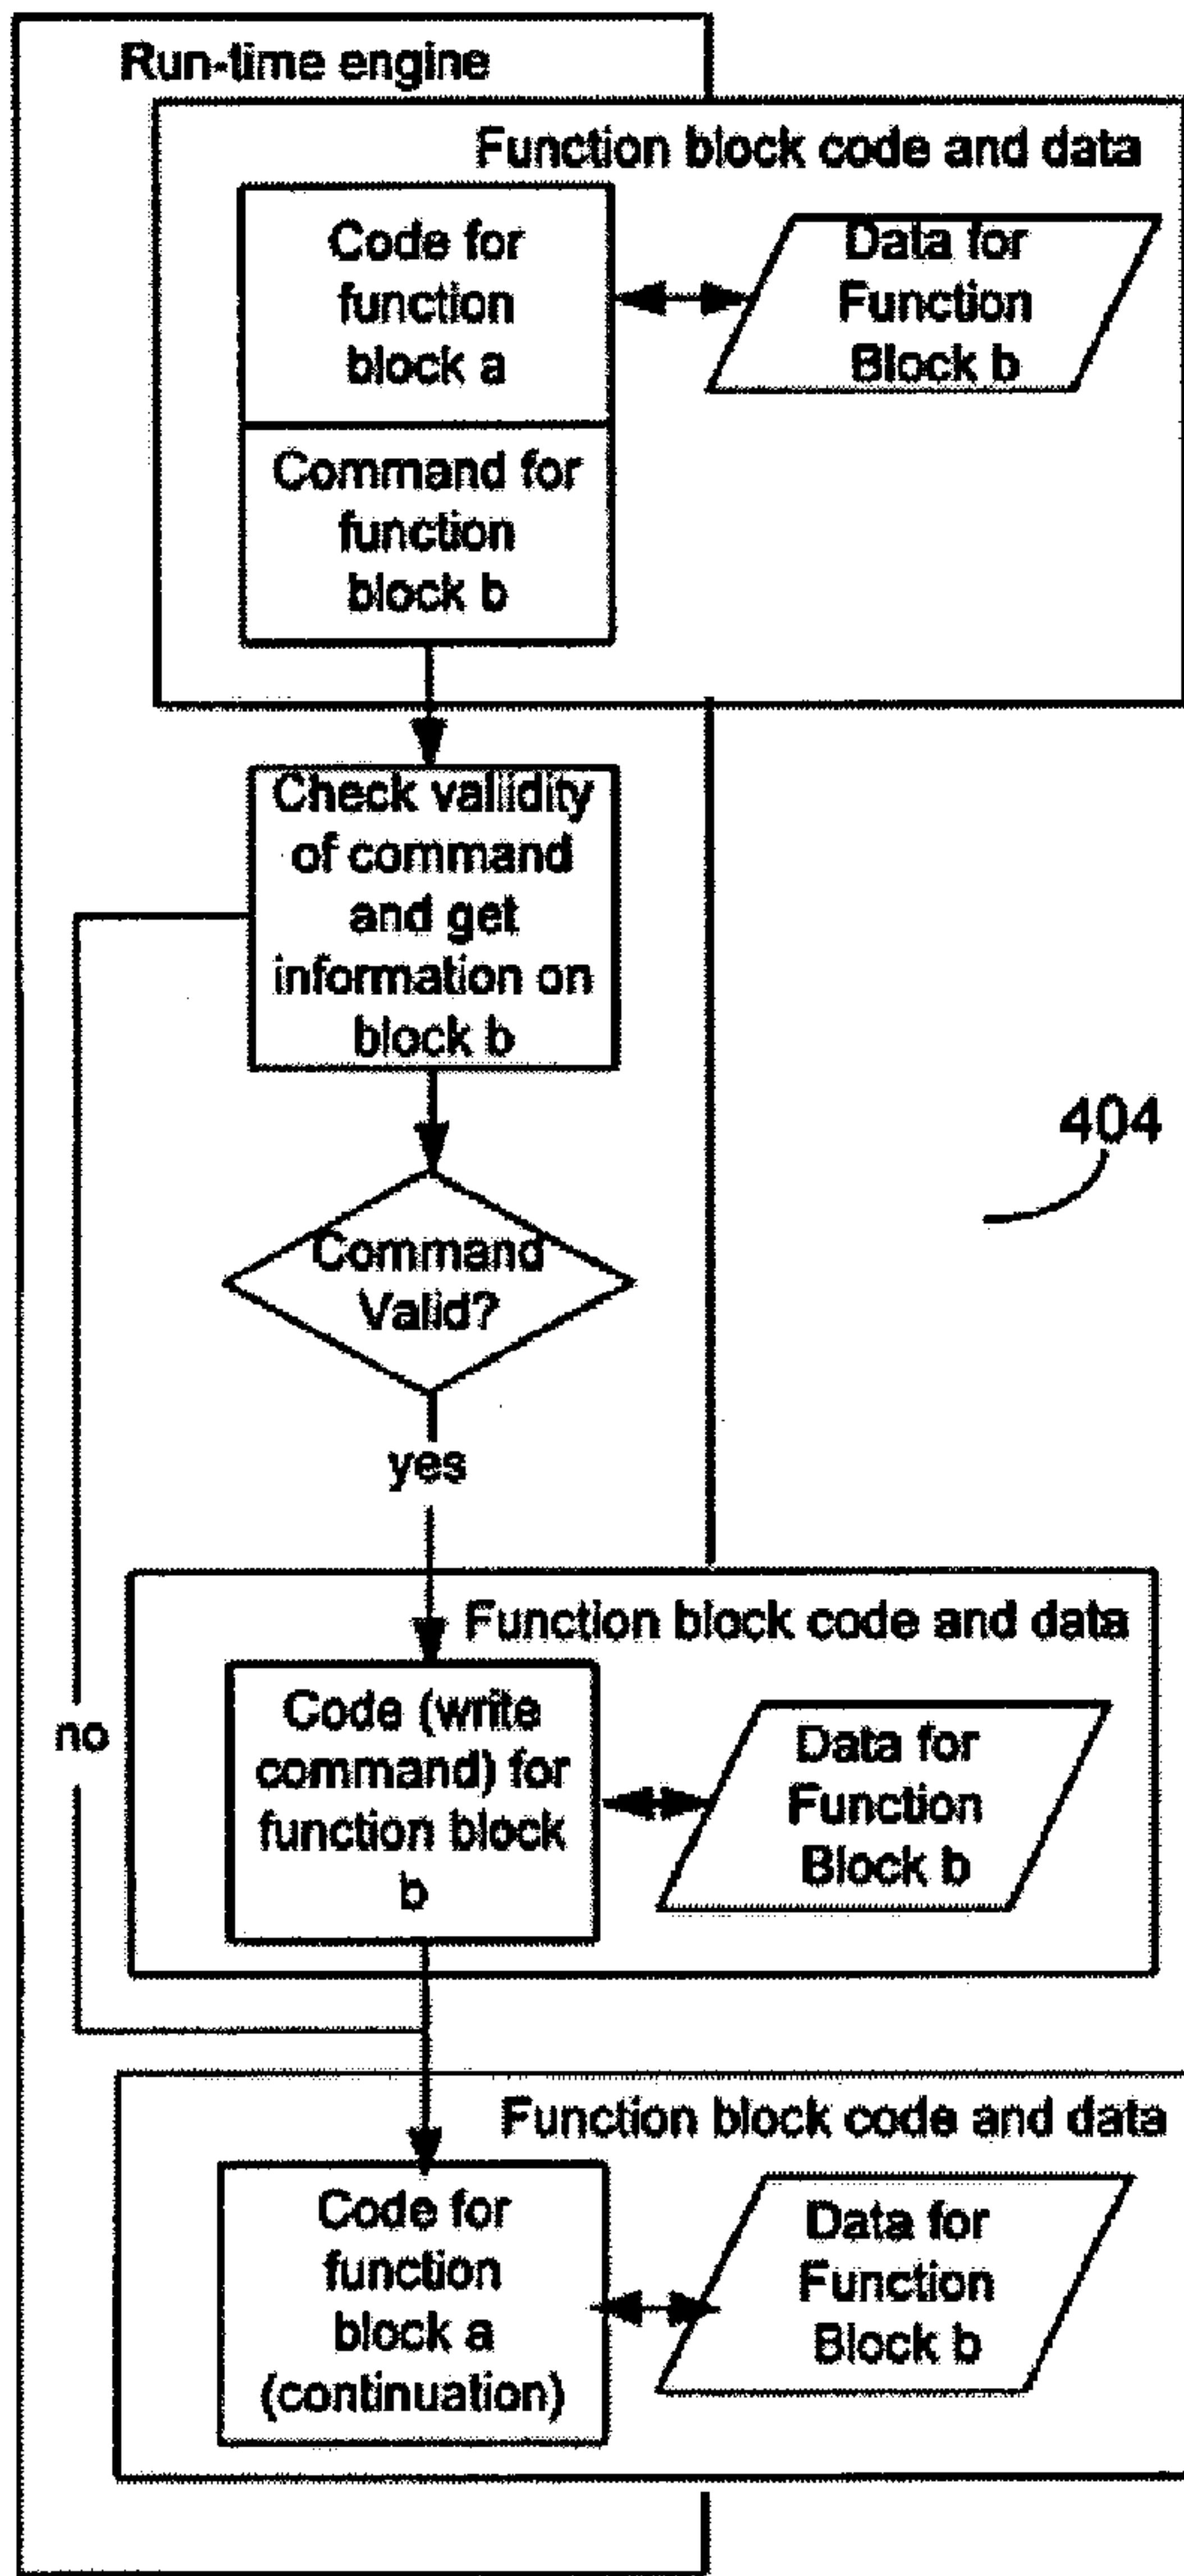 Run-time engine
Function block code and data
Code for
function
block a
Data for
Function
Block b
Command for
function
block b
Check validity
of command
and get
information on
block b
404
Command
Valid?
yes
Function block code and data
Code (write
command) for
function block
b
Data for
Function
Block b
no
Function block code and data
Code for
function
block a
(continuation)
Data for
Function
Block b